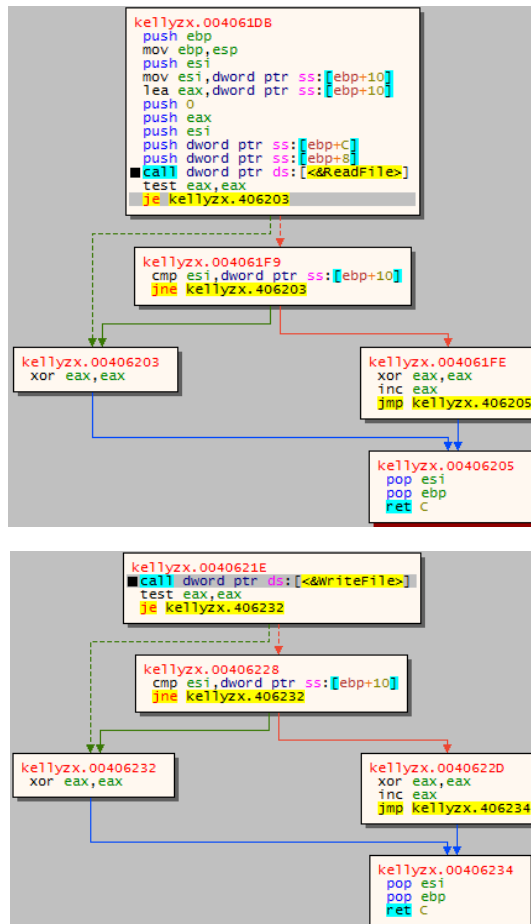 kellyzx.004061DB
push ebp
mov ebp,esp
push esi
mov esi,dword ptr ss:[ebp+10]
lea eax,dword ptr ss:[ebp+10]
push 0
push eax
push esi
push dword ptr ss:[ebp+C]
push dword ptr ss:[ebp+8]
call dword ptr ds:[<&ReadFile>]
test eax,eax
je kellyzx.406203
kellyzx.004061F9
cmp esi,dword ptr ss:[ebp+10]
jne kellyzx.406203
kellyzx.00406203
xor eax,eax
kellyzx.004061FE
xor eax,eax
inc eax
jmp kellyzx.406205
kellyzx.00406205
pop esi
pop ebp
ret C
kellyzx.0040621E
call dword ptr ds:[<&WriteFile>]
test eax,eax
je kellyzx.406232
kellyzx.00406228
cmp esi,dword ptr ss:[ebp+10]
jne kellyzx.406232
kellyzx.00406232
xor eax,eax
kellyzx.0040622D
xor eax,eax
inc eax
jmp kellyzx.406234
kellyzx.00406234
pop esi
pop ebp
ret C